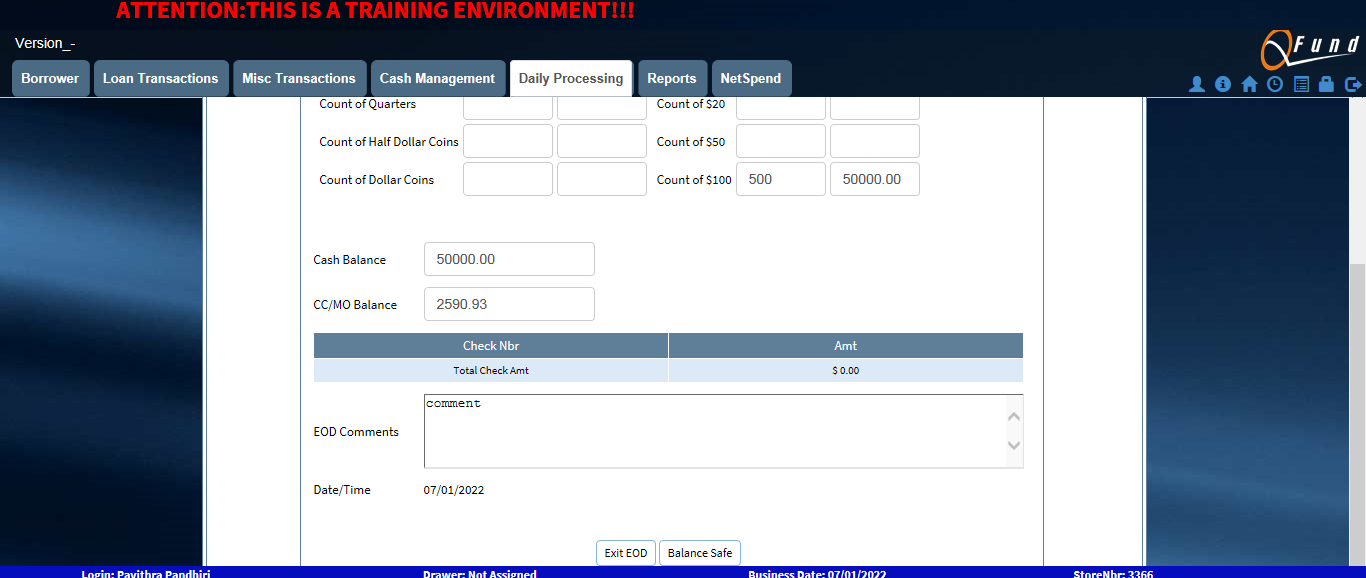 ATTENTION:THIS IS A TRAINING ENVIRONMENT!!!
Version_-
QFund
Borrower Loan Transactions Misc Transactions Cash Management Daily Processing Reports NetSpend
Count of Quarters Count of $20
Count of Half Dollar Coins Count of $50
Count of Dollar Coins Count of $100 500 50000.00
Cash Balance 50000.00
CC/MO Balance 2590.93
Check Nbr Amt
Total Check Amt $ 0.00
comment
EOD Comments
Date/Time 07/01/2022
Exit EOD Balance Safe
Login: Pavithra Pandhiri Drawer: Not Assigned Business Date: 07/01/2022 StoreNbr: 3366